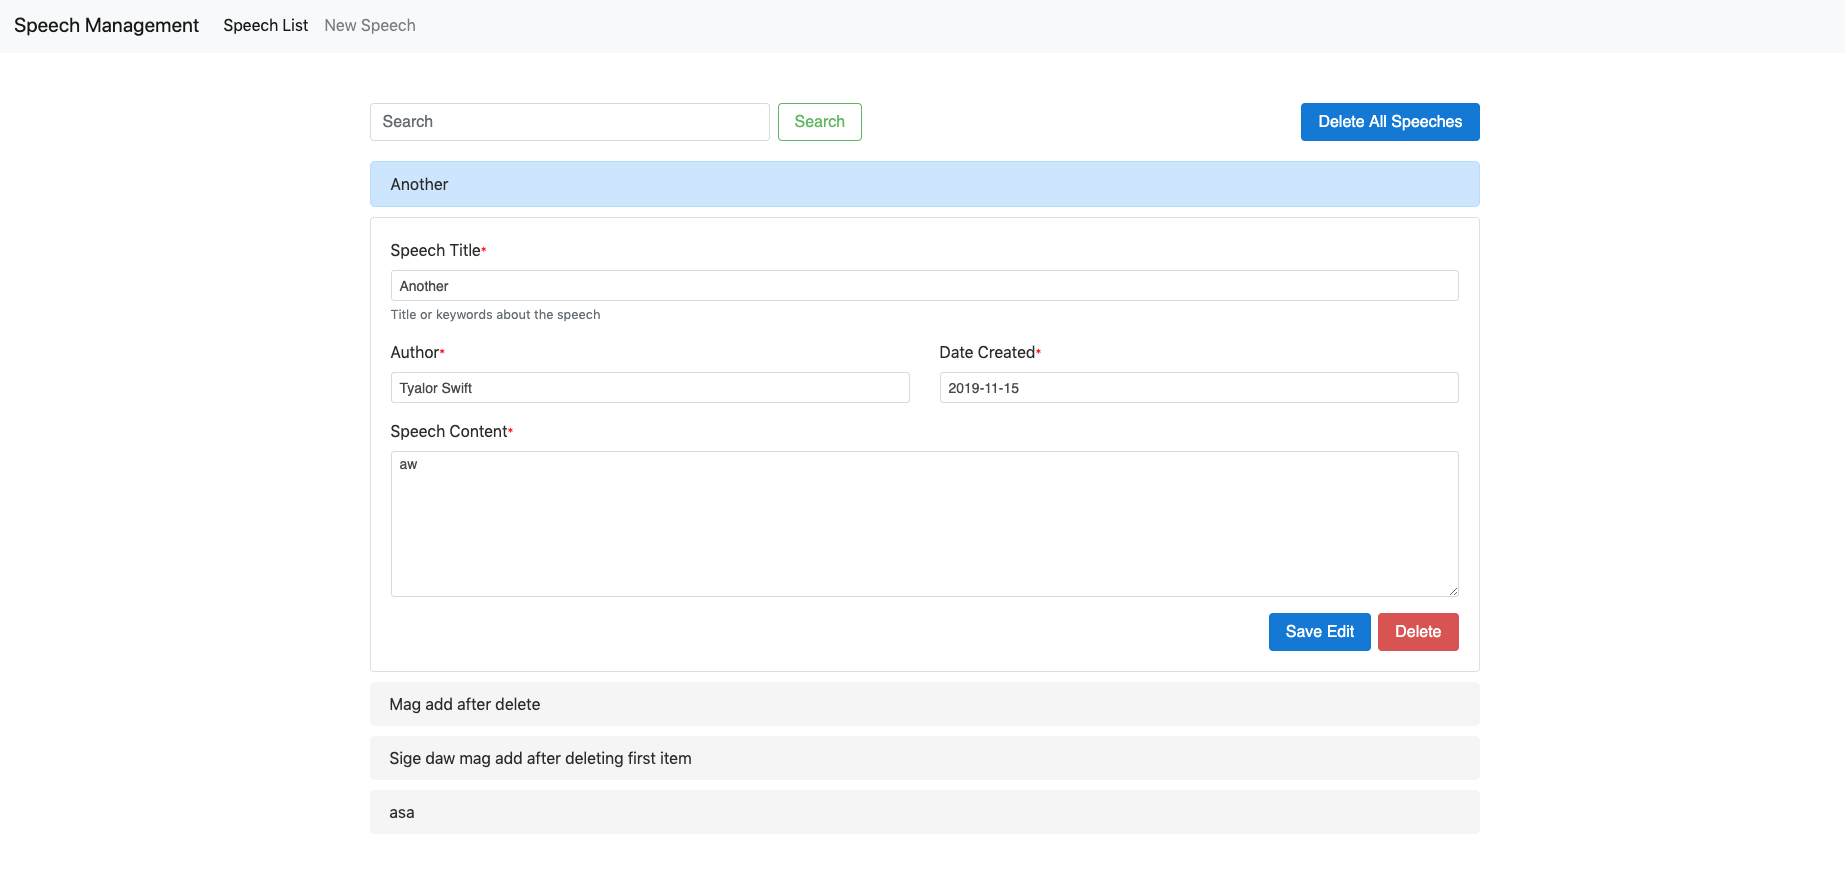 Speech Management Speech List New Speech
Search Search Delete All Speeches
Another
Speech Title*
Another
Title or keywords about the speech
Author* Date Created*
Tyalor Swift 2019-11-15
Speech Content*
aw
Save Edit Delete
Mag add after delete
Sige daw mag add after deleting first item
asa